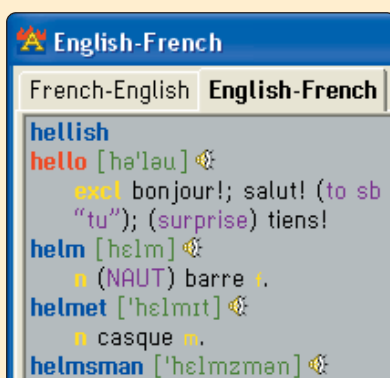 English-French
French-English English-French
hellish
hello [hə'ləu]
excl bonjour!; salut! (to sb
“tu”); (surprise) tiens!
helm [hɛlm]
n (NAUT) barre f.
helmet ['hɛlmɪt]
n casque m.
helmsman ['hɛlmzmən]